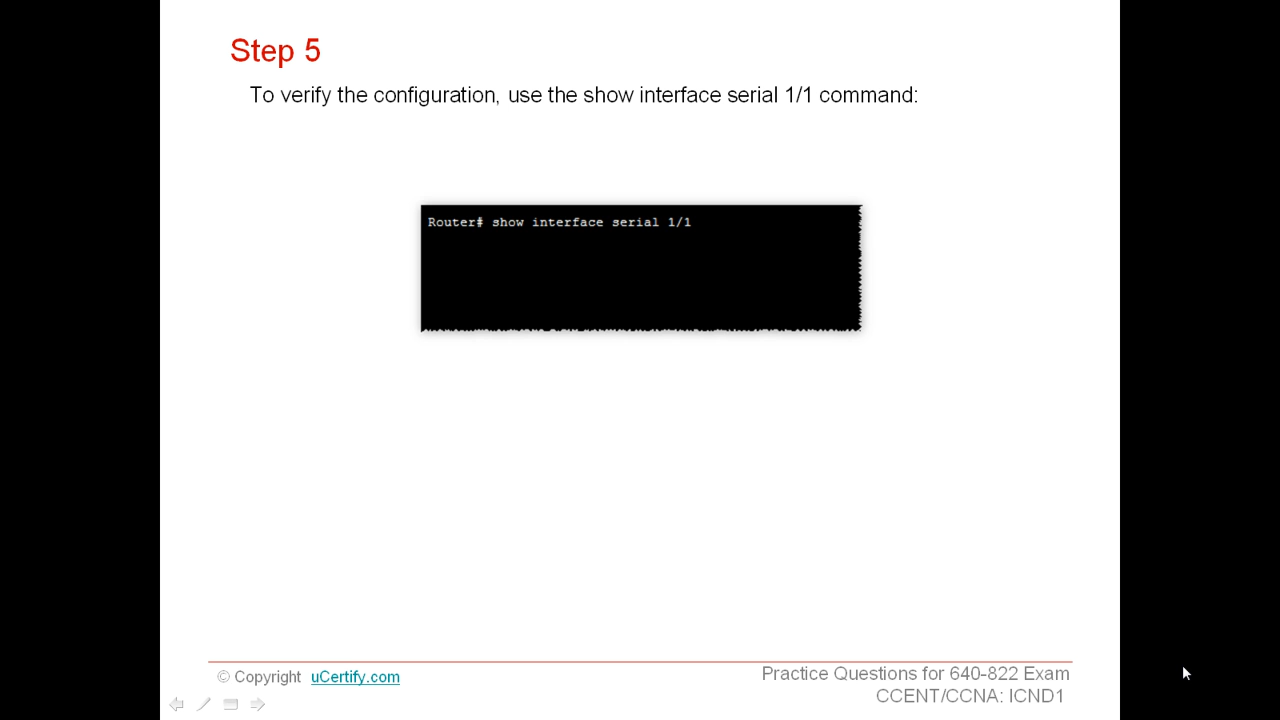 Step 5
To verify the configuration, use the show interface serial 1/1 command:
Router# show interface serial 1/1
© Copyright uCertify.com
Practice Questions for 640-822 Exam
CCENT/CCNA: ICND1